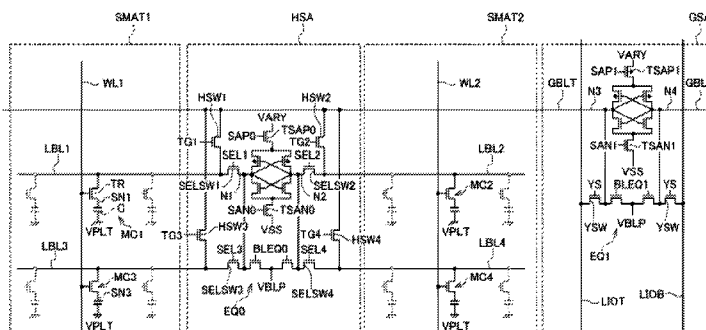 SMAT1 HSA SMAT2 GSA
WL1 HSW1 VARY HSW2 WL2 VARY
SAP0 TSAP0 SAP1 TSAP1
GBLT N3 N4 GBL
LBL1 TG1 TG2 LBL2
SEL1 SEL2
TR SELSW1 N1 N2 SELSW2 MC2 SAN1 TSAN1
SN1 SAN0 TSAN0 VSS
C VSS YS BLEQ1 YS
VPLT MC1 VPLT
LBL3 TG3 HSW3 TG4 HSW4 LBL4 YSW VBLP YSW
SEL3 BLEQ0 SEL4 EQ1
MC3 SELSW3 VBLP SELSW4 MC4
SN3 EQ0 LIOT LIOB
VPLT VPLT